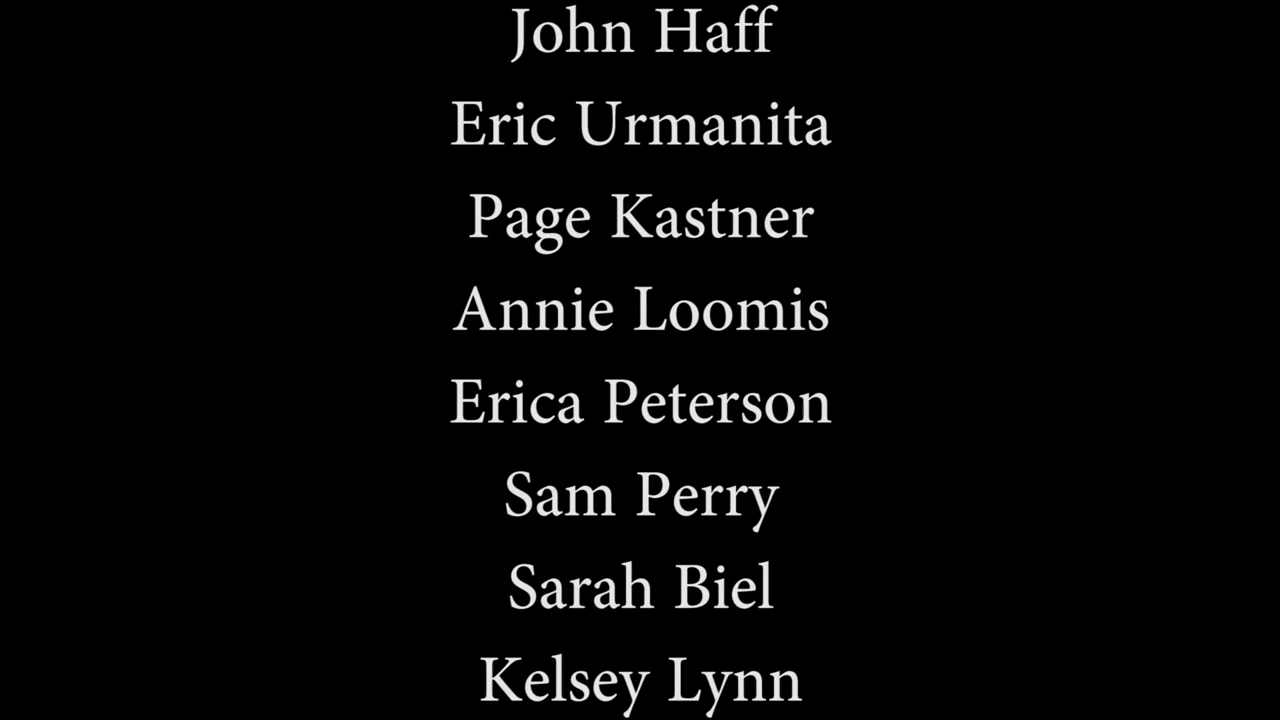 John Haff
Eric Urmanita
Page Kastner
Annie Loomis
Erica Peterson
Sam Perry
Sarah Biel
Kelsey Lynn